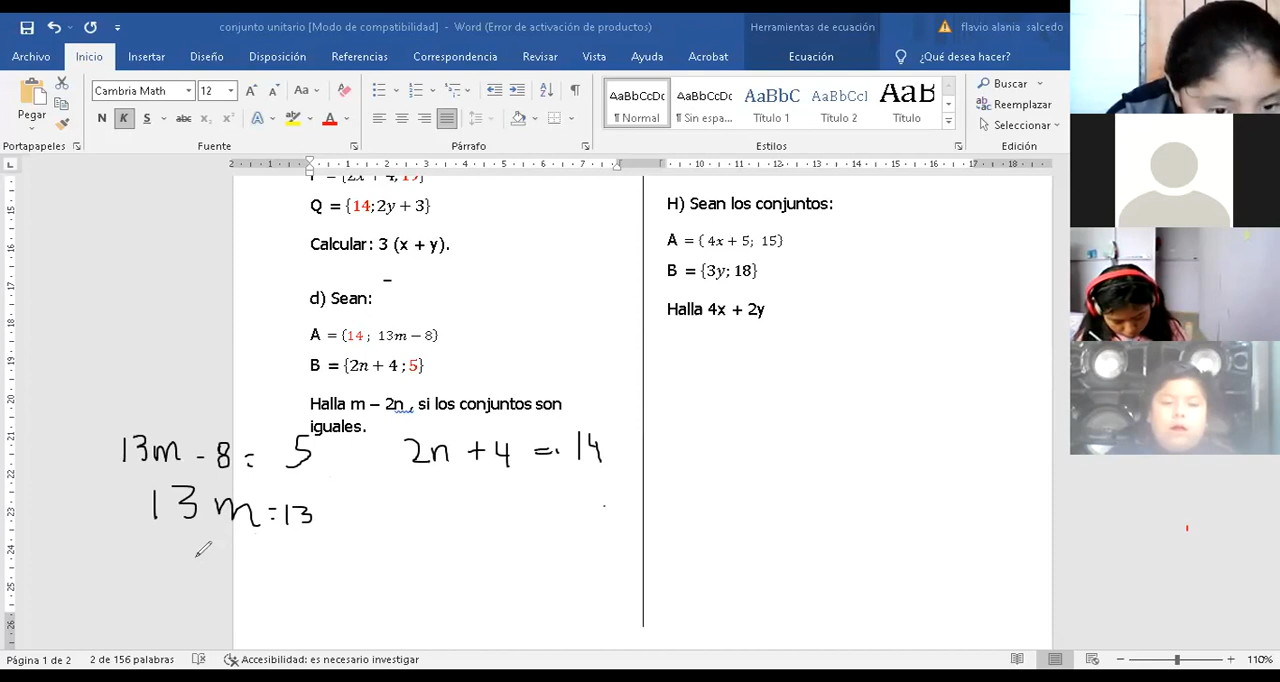 conjunto unitario [Modo de compatibilidad] - Word (Error de activación de productos)
Herramientas de ecuación
flavio alania salcedo
Archivo Inicio Insertar Diseño Disposición Referencias Correspondencia Revisar Vista Ayuda Acrobat Ecuación ¿Qué desea hacer?
Pegar
Cambria Math 12
N K S abc
AaBbCcDc AaBbCcDc AaBbC AaBbCcI AaB
¶ Normal ¶ Sin espa... Título 1 Título 2 Título
Buscar
Reemplazar
Seleccionar
Portapapeles Fuente Párrafo Estilos Edición
Q = {14;2y + 3}
Calcular: 3 (x + y).
d) Sean:
A = {14 ; 13m − 8}
B = {2n + 4 ; 5}
Halla m – 2n , si los conjuntos son
iguales.
13m - 8 = 5
2n + 4 = 14
13 m = 13
H) Sean los conjuntos:
A = { 4x + 5; 15}
B = {3y; 18}
Halla 4x + 2y
Página 1 de 2 2 de 156 palabras Accesibilidad: es necesario investigar 110%